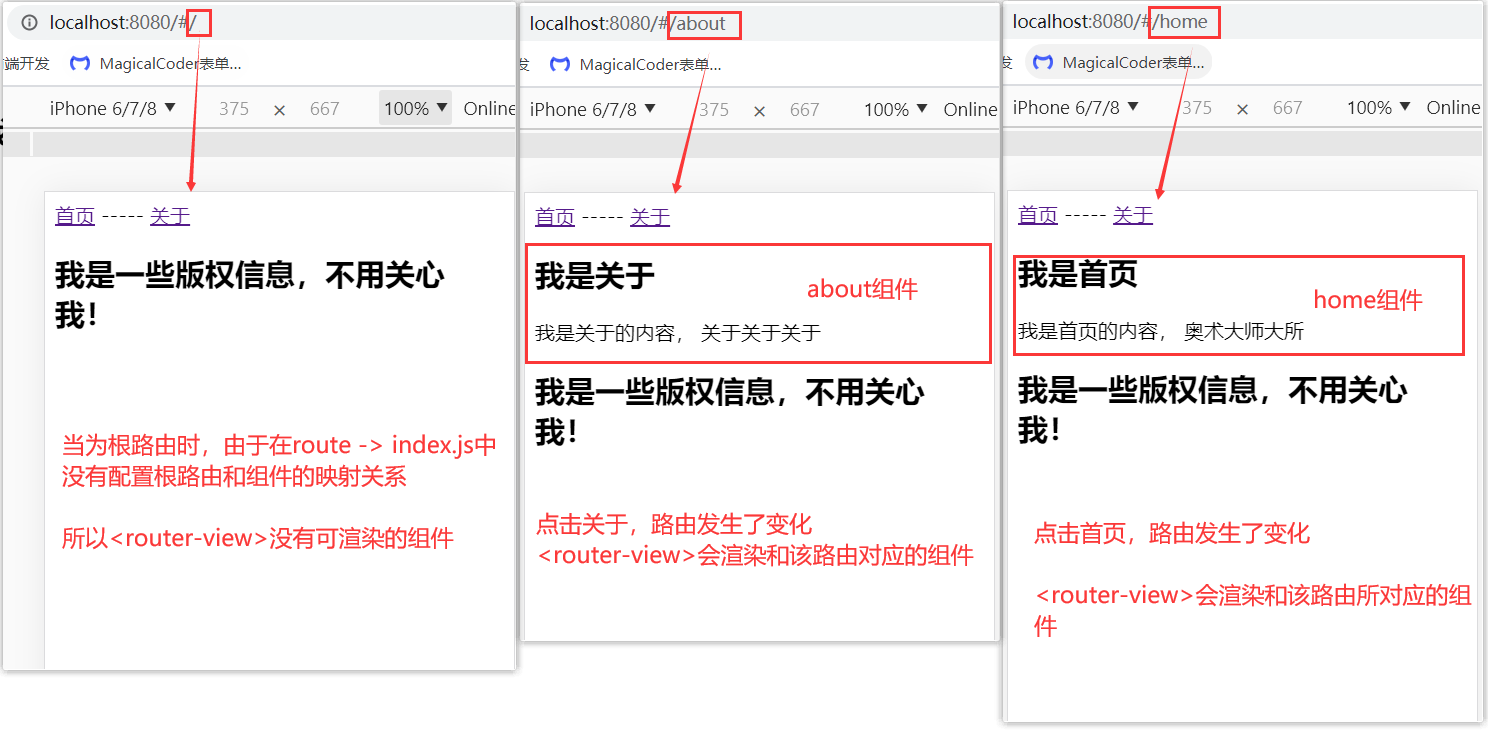 localhost:8080/#/
端开发 MagicalCoder表单...
iPhone 6/7/8 ▼ 375 × 667 100% ▼ Online
首页 ----- 关于
我是一些版权信息，不用关心
我！
当为根路由时，由于在route -> index.js中
没有配置根路由和组件的映射关系
所以<router-view>没有可渲染的组件
localhost:8080/#/about
发 MagicalCoder表单...
iPhone 6/7/8 ▼ 375 × 667 100% ▼ Online
首页 ----- 关于
我是关于
about组件
我是关于的内容， 关于关于关于
我是一些版权信息，不用关心
我！
点击关于，路由发生了变化
<router-view>会渲染和该路由对应的组件
localhost:8080/#/home
发 MagicalCoder表单...
iPhone 6/7/8 ▼ 375 × 667 100% ▼ Online
首页 ----- 关于
我是首页
home组件
我是首页的内容， 奥术大师大所
我是一些版权信息，不用关心
我！
点击首页，路由发生了变化
<router-view>会渲染和该路由所对应的组
件